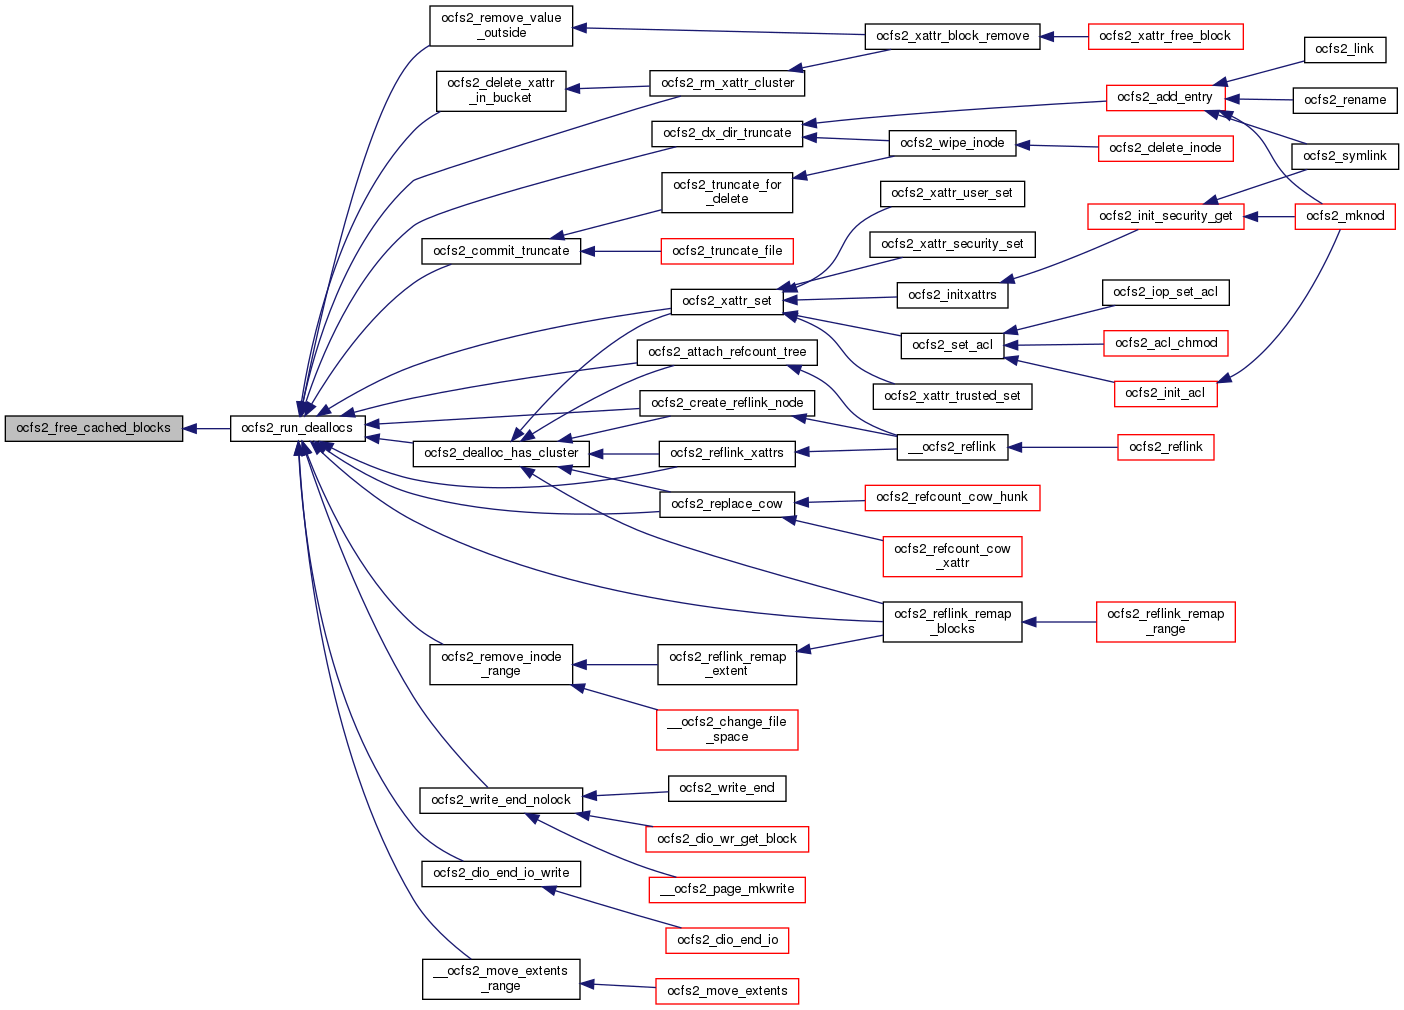 ocfs2_free_cached_blocks
ocfs2_run_deallocs
ocfs2_remove_value
_outside
ocfs2_delete_xattr
_in_bucket
ocfs2_commit_truncate
ocfs2_dealloc_has_cluster
ocfs2_remove_inode
_range
ocfs2_write_end_nolock
ocfs2_dio_end_io_write
__ocfs2_move_extents
_range
ocfs2_rm_xattr_cluster
ocfs2_dx_dir_truncate
ocfs2_truncate_for
_delete
ocfs2_truncate_file
ocfs2_xattr_set
ocfs2_attach_refcount_tree
ocfs2_create_reflink_node
ocfs2_reflink_xattrs
ocfs2_replace_cow
ocfs2_reflink_remap
_extent
__ocfs2_change_file
_space
ocfs2_write_end
ocfs2_dio_wr_get_block
__ocfs2_page_mkwrite
ocfs2_dio_end_io
ocfs2_move_extents
ocfs2_xattr_block_remove
ocfs2_wipe_inode
ocfs2_xattr_user_set
ocfs2_xattr_security_set
ocfs2_initxattrs
ocfs2_set_acl
ocfs2_xattr_trusted_set
__ocfs2_reflink
ocfs2_refcount_cow_hunk
ocfs2_refcount_cow
_xattr
ocfs2_reflink_remap
_blocks
ocfs2_xattr_free_block
ocfs2_add_entry
ocfs2_delete_inode
ocfs2_init_security_get
ocfs2_iop_set_acl
ocfs2_acl_chmod
ocfs2_init_acl
ocfs2_reflink
ocfs2_reflink_remap
_range
ocfs2_link
ocfs2_rename
ocfs2_symlink
ocfs2_mknod